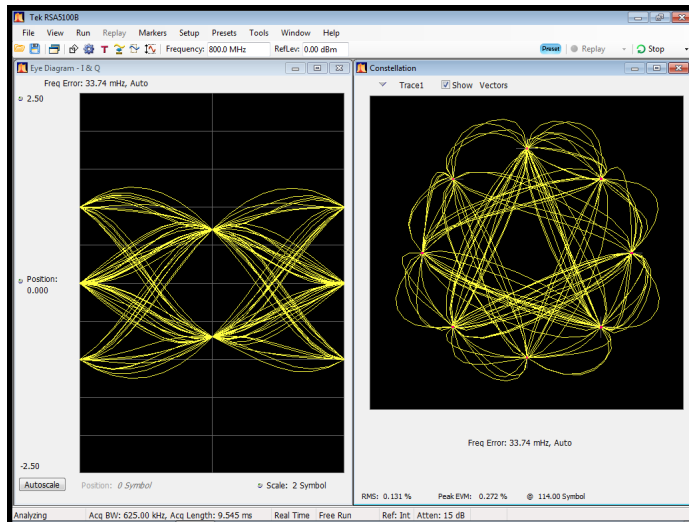 Tek RSA5100B
File View Run Replay Markers Setup Presets Tools Window Help
T Frequency: 800.0 MHz RefLev: 0.00 dBm Preset Replay Stop
Eye Diagram - I & Q
Freq Error: 33.74 mHz, Auto
2.50
Position:
0.000
-2.50
Autoscale Position: 0 Symbol Scale: 2 Symbol
Constellation
Trace1 Show Vectors
Freq Error: 33.74 mHz, Auto
RMS: 0.131 % Peak EVM: 0.272 % @ 114.00 Symbol
Analyzing Acq BW: 625.00 kHz, Acq Length: 9.545 ms Real Time Free Run Ref: Int Atten: 15 dB